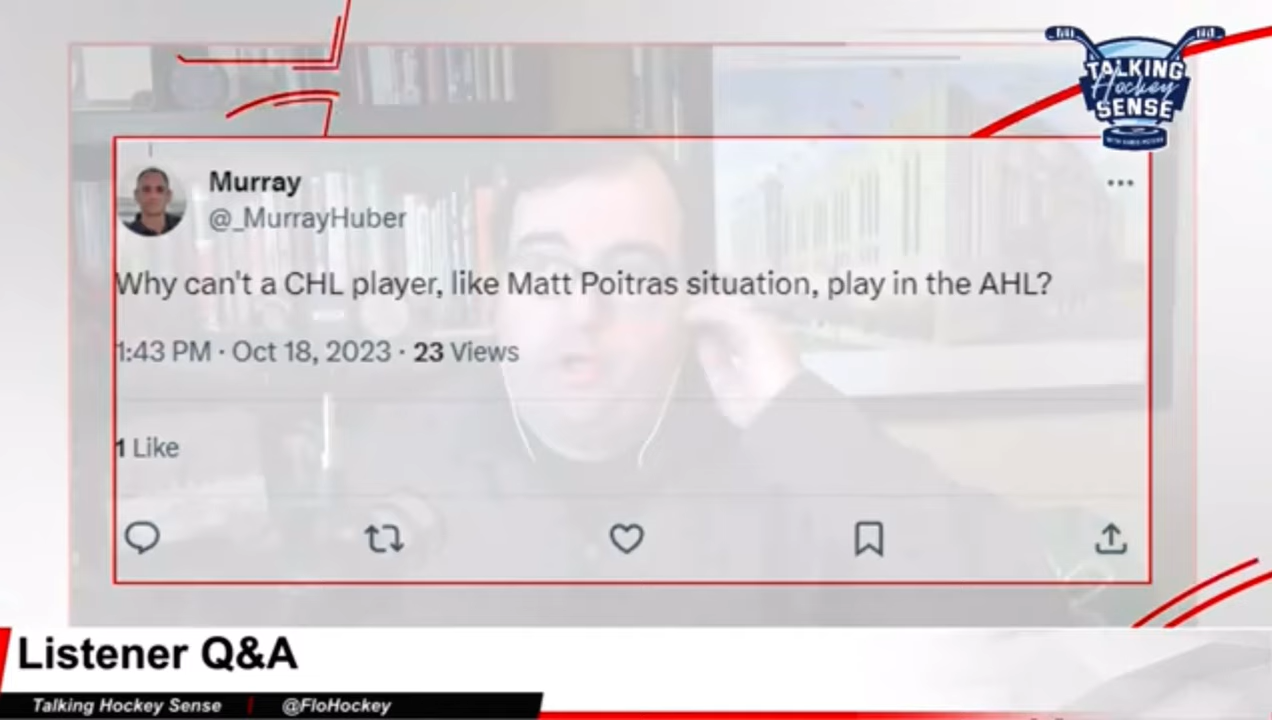 TALKING
Hockey
SENSE
Murray
@_MurrayHuber
Why can't a CHL player, like Matt Poitras situation, play in the AHL?
1:43 PM · Oct 18, 2023 · 23 Views
1 Like
Listener Q&A
Talking Hockey Sense
@FloHockey